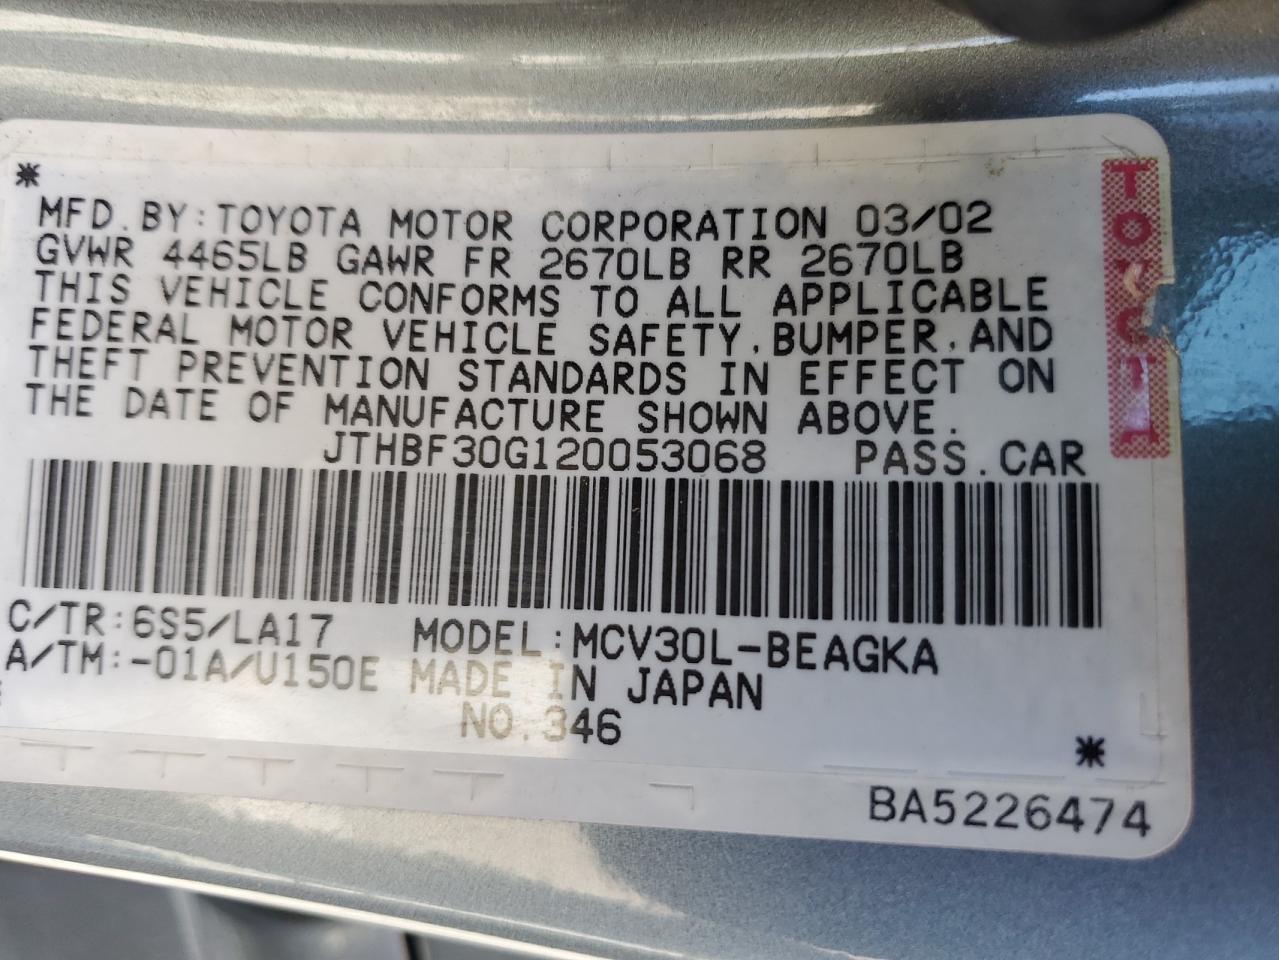 MFD. BY: TOYOTA MOTOR CORPORATION 03/02
GVWR 4465LB GAWR FR 2670LB RR 2670LB
THIS VEHICLE CONFORMS TO ALL APPLICABLE
FEDERAL MOTOR VEHICLE SAFETY, BUMPER, AND
THEFT PREVENTION STANDARDS IN EFFECT ON
THE DATE OF MANUFACTURE SHOWN ABOVE.
JTHBF30G120053068 PASS. CAR
C/TR: 6S5/LA17 MODEL: MCV30L-BEAGKA
A/TM: -01A/U150E MADE IN JAPAN
NO. 346
BA5226474